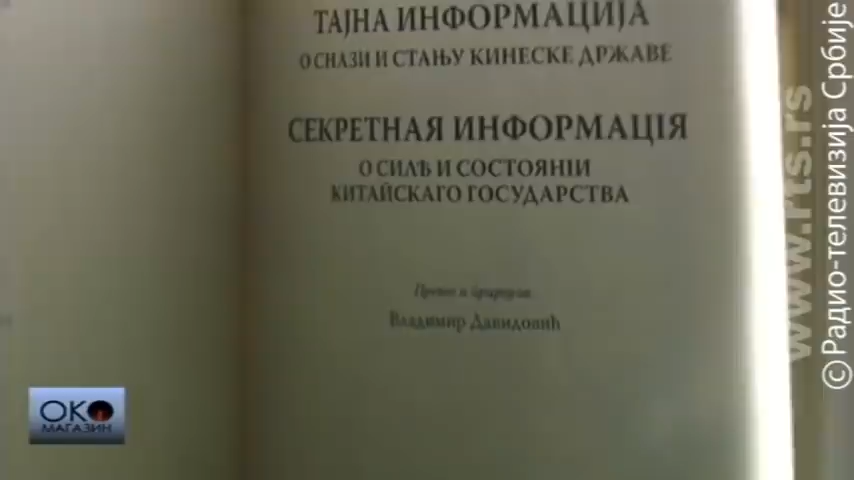 ТАЈНА ИНФОРМАЦИЈА
О СНАЗИ И СТАЊУ КИНЕСКЕ ДРЖАВЕ
СЕКРЕТНАЯ ИНФОРМАЦІЯ
О СИЛѢ И СОСТОЯНІИ
КИТАЙСКАГО ГОСУДАРСТВА
Владимир Давидовић
ОКО
МАГАЗИН
www.rts.rs
© Радио-телевизија Србије